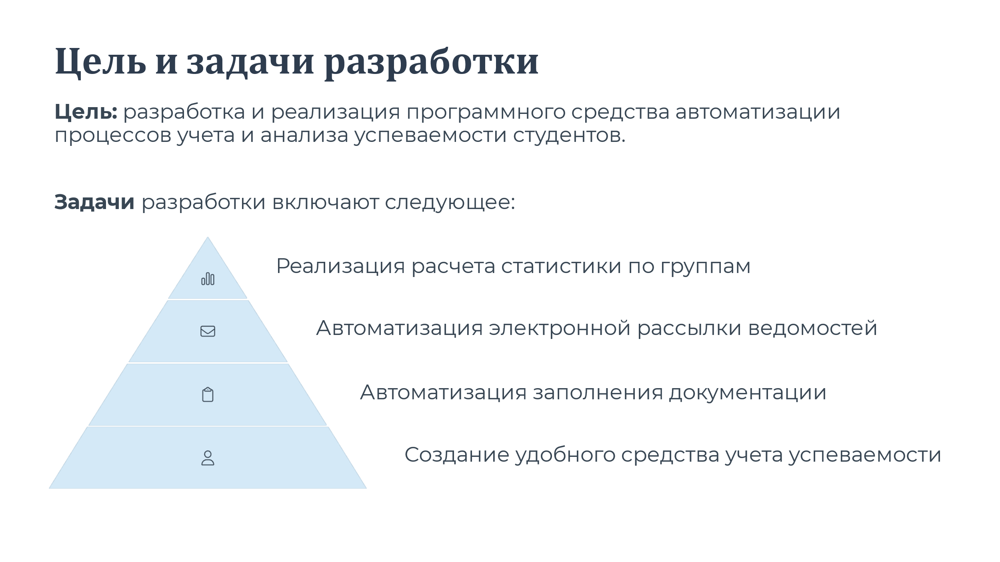 Цель и задачи разработки
Цель: разработка и реализация программного средства автоматизации
процессов учета и анализа успеваемости студентов.
Задачи разработки включают следующее:
Реализация расчета статистики по группам
Автоматизация электронной рассылки ведомостей
Автоматизация заполнения документации
Создание удобного средства учета успеваемости